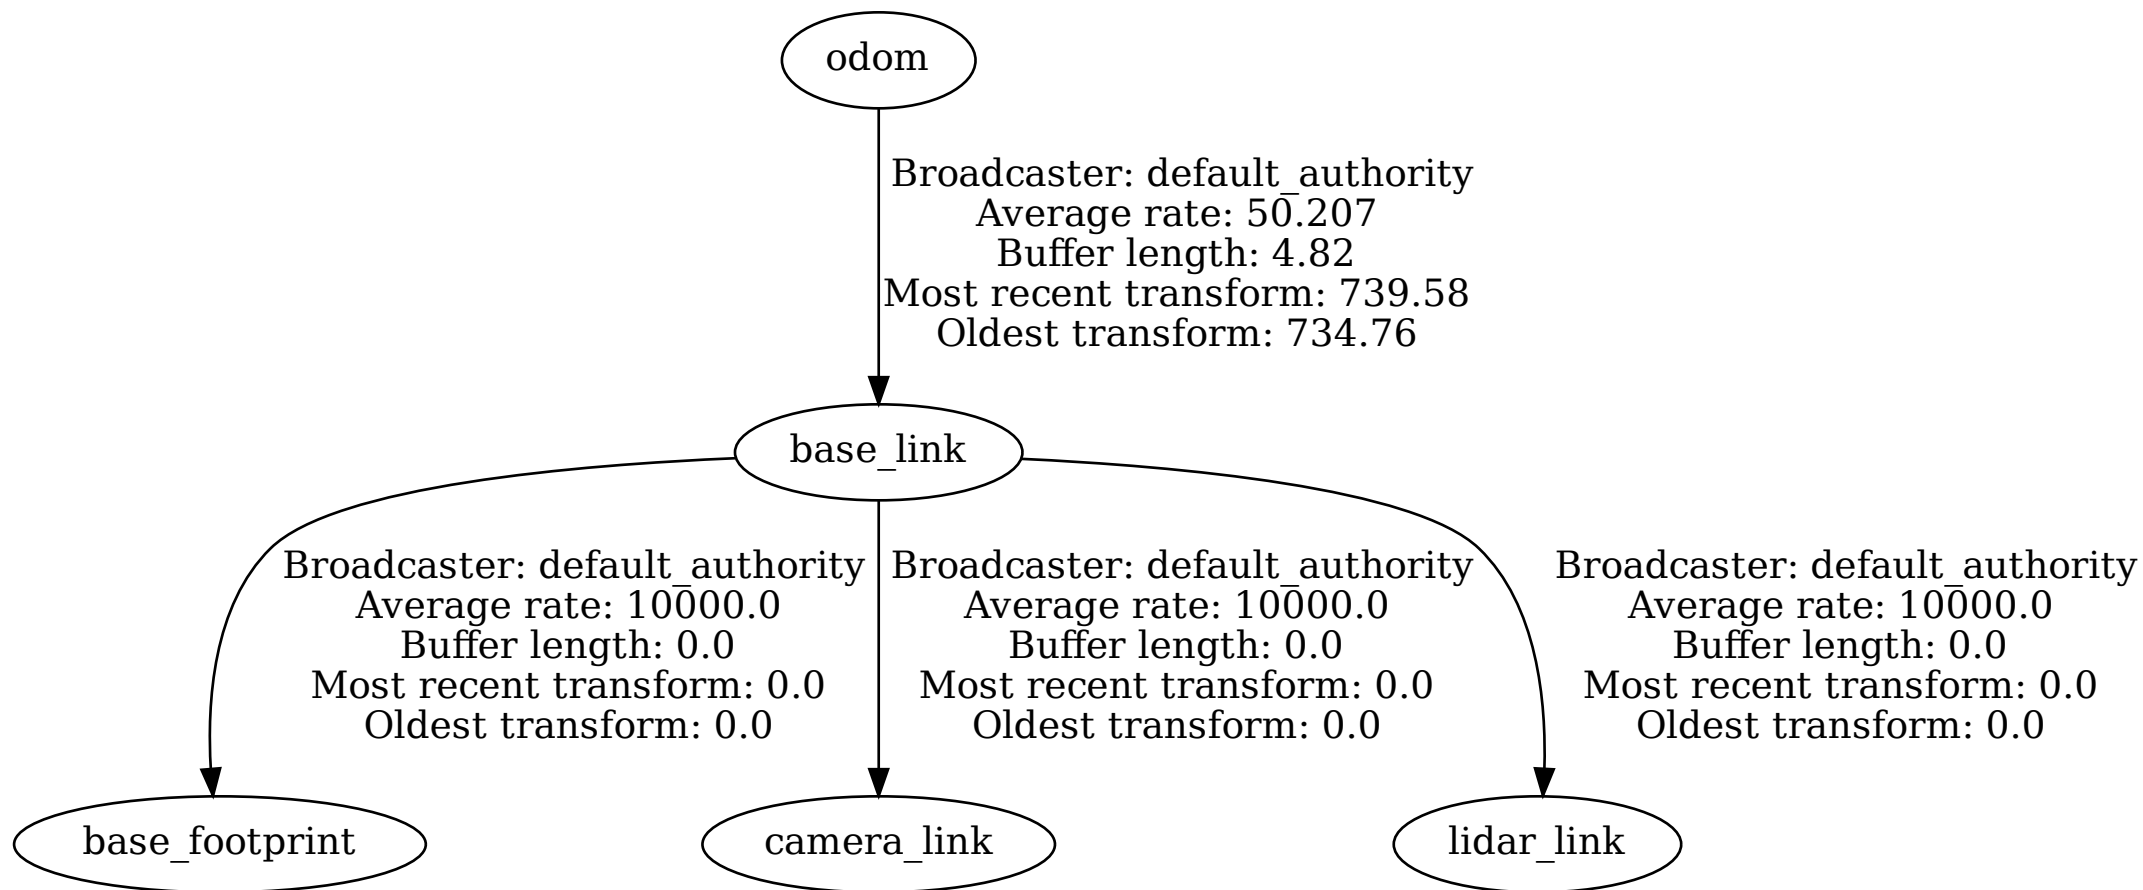 odom
Broadcaster: default_authority
Average rate: 50.207
Buffer length: 4.82
Most recent transform: 739.58
Oldest transform: 734.76
base_link
Broadcaster: default_authority
Average rate: 10000.0
Buffer length: 0.0
Most recent transform: 0.0
Oldest transform: 0.0
Broadcaster: default_authority
Average rate: 10000.0
Buffer length: 0.0
Most recent transform: 0.0
Oldest transform: 0.0
Broadcaster: default_authority
Average rate: 10000.0
Buffer length: 0.0
Most recent transform: 0.0
Oldest transform: 0.0
base_footprint
camera_link
lidar_link